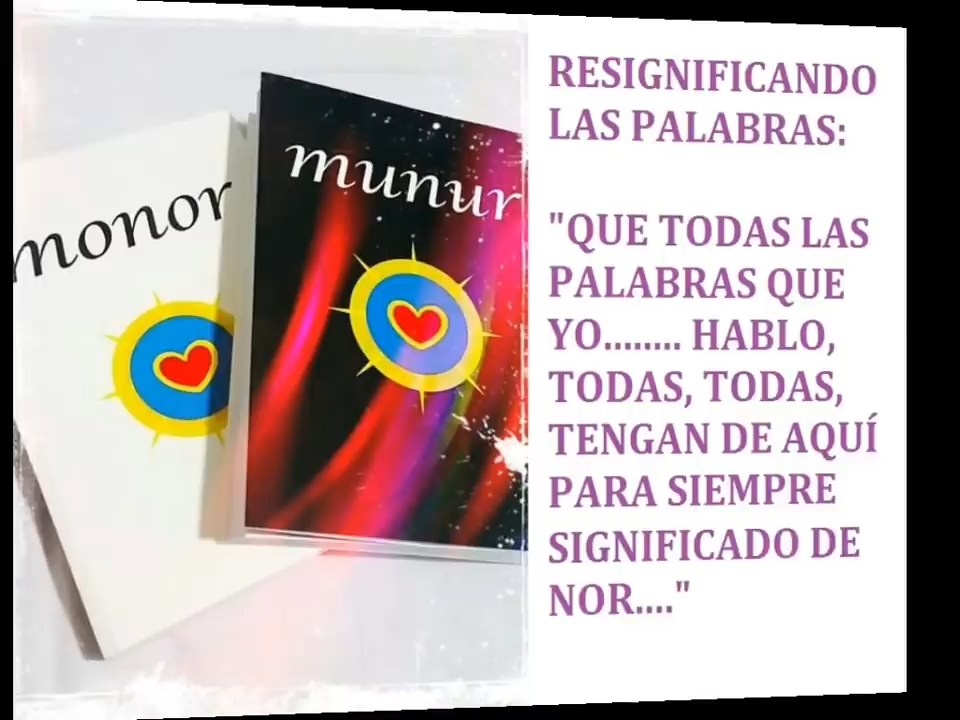 monor
munur
RESIGNIFICANDO
LAS PALABRAS:
"QUE TODAS LAS
PALABRAS QUE
YO........ HABLO,
TODAS, TODAS,
TENGAN DE AQUÍ
PARA SIEMPRE
SIGNIFICADO DE
NOR...."